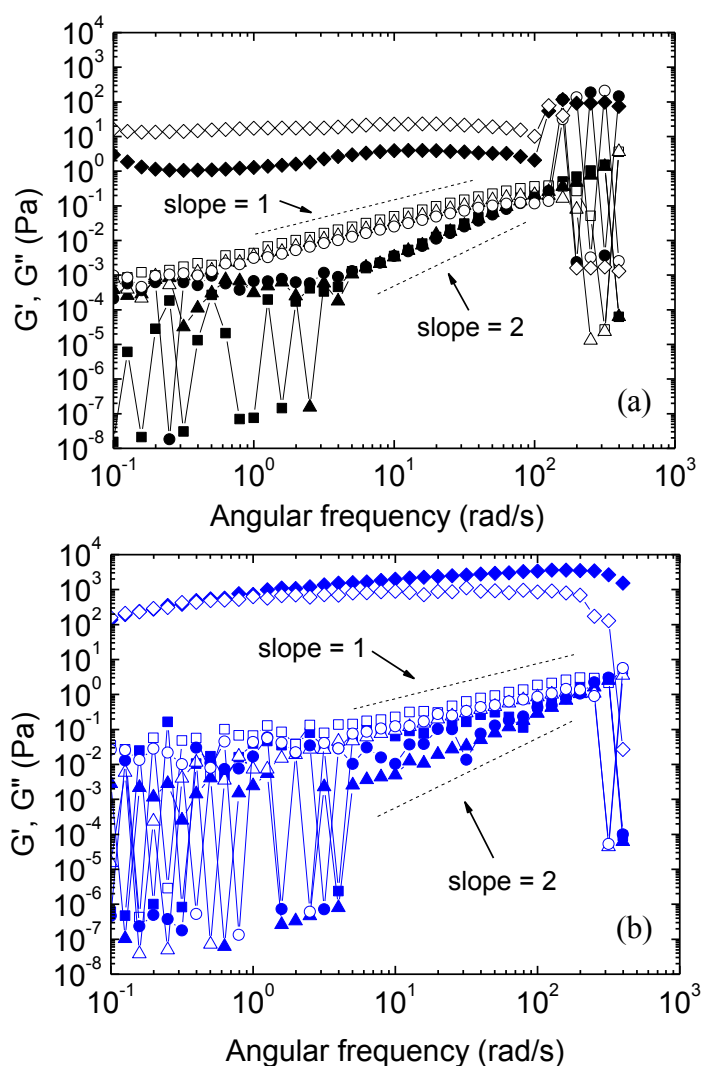 10^4
10^3
10^2
10^1
10^0
10^-1
10^-2
10^-3
10^-4
10^-5
10^-6
10^-7
10^-8
G', G" (Pa)
slope = 1
slope = 2
(a)
10^-1 10^0 10^1 10^2 10^3
Angular frequency (rad/s)
10^4
10^3
10^2
10^1
10^0
10^-1
10^-2
10^-3
10^-4
10^-5
10^-6
10^-7
10^-8
G', G" (Pa)
slope = 1
slope = 2
(b)
10^-1 10^0 10^1 10^2 10^3
Angular frequency (rad/s)